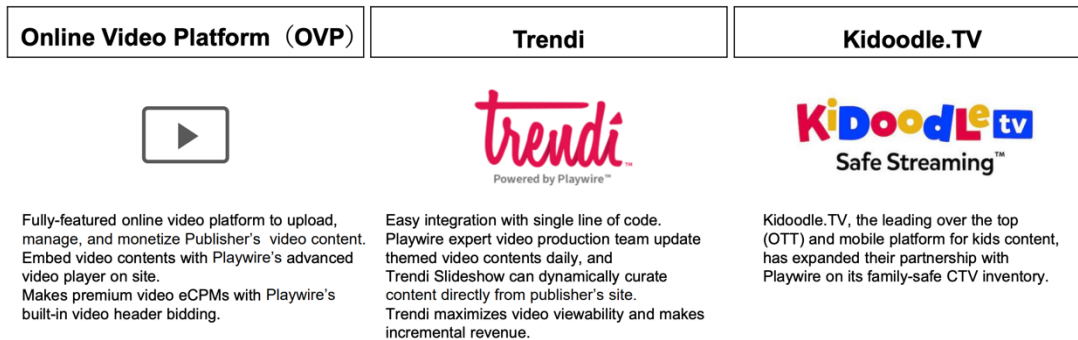 Online Video Platform（OVP）
Trendi
Kidoodle.TV
trendi™
Powered by Playwire™
KiDoodLe tv
Safe Streaming™
Fully-featured online video platform to upload,
manage, and monetize Publisher's video content.
Embed video contents with Playwire's advanced
video player on site.
Makes premium video eCPMs with Playwire's
built-in video header bidding.
Easy integration with single line of code.
Playwire expert video production team update
themed video contents daily, and
Trendi Slideshow can dynamically curate
content directly from publisher's site.
Trendi maximizes video viewability and makes
incremental revenue.
Kidoodle.TV, the leading over the top
(OTT) and mobile platform for kids content,
has expanded their partnership with
Playwire on its family-safe CTV inventory.